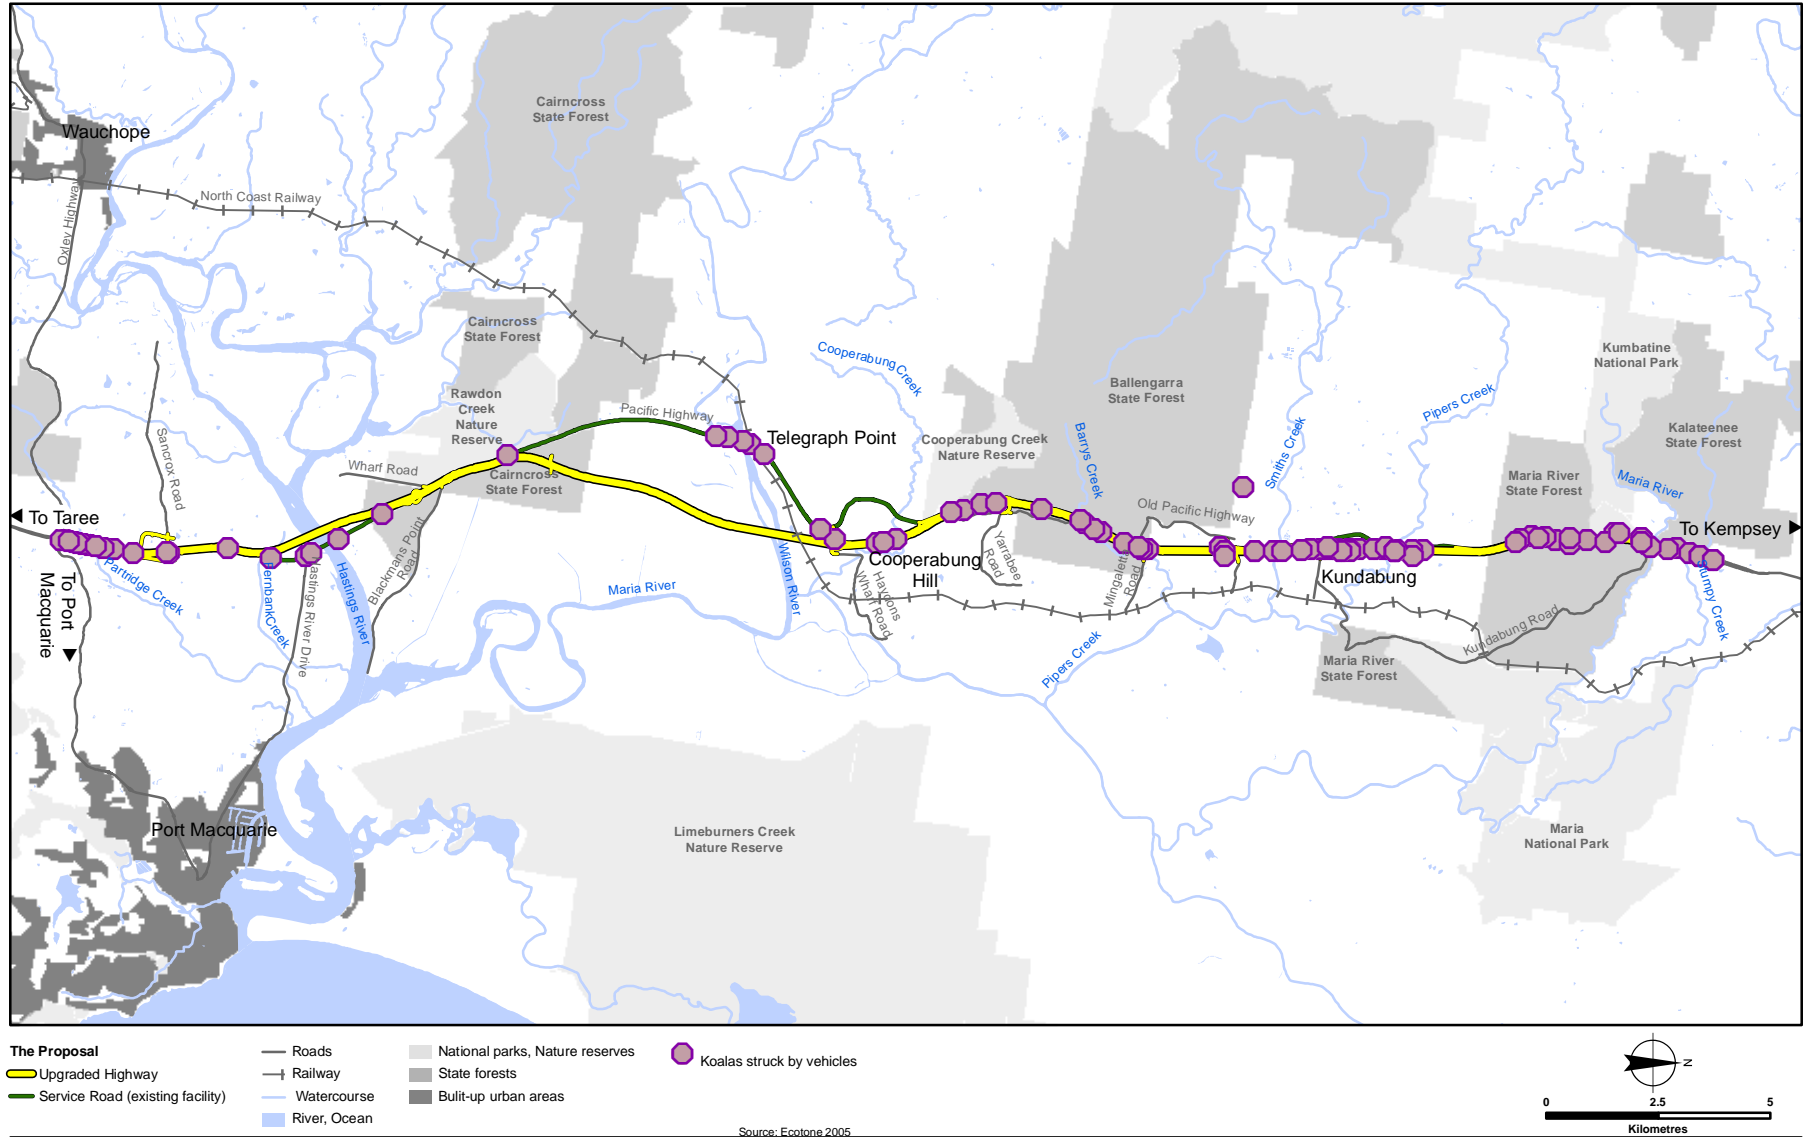 Cairncross
State Forest
Wauchope
North Coast Railway
Oxley Highway
Cairncross
State Forest
Cooperabung Creek
Kumbatine
National Park
Ballengarra
State Forest
Rawdon
Creek
Nature
Reserve
Pacific Highway
Pipers Creek
Telegraph Point
Cooperabung Creek
Nature Reserve
Kalateenee
State Forest
Sancrox Road
Barrys Creek
Smiths Creek
Wharf Road
Cairncross
State Forest
Maria River
State Forest
Maria River
Old Pacific Highway
To Taree
To Kempsey
Blackmans Point
Road
Wilson River
Yarrabee
Road
Mingaletta
Road
Cooperabung
Hill
Kundabung
To Port
Macquarie
Partridge Creek
Fernbank Creek
Hastings River Drive
Hastings River
Maria River
Haydons
Wharf Road
Stumpy Creek
Kundabung Road
Pipers Creek
Maria River
State Forest
Port Macquarie
Limeburners Creek
Nature Reserve
Maria
National Park
The Proposal
Upgraded Highway
Service Road (existing facility)
Roads
Railway
Watercourse
River, Ocean
National parks, Nature reserves
State forests
Bulit-up urban areas
Koalas struck by vehicles
N
0 2.5 5
Kilometres
Source: Ecotone 2005